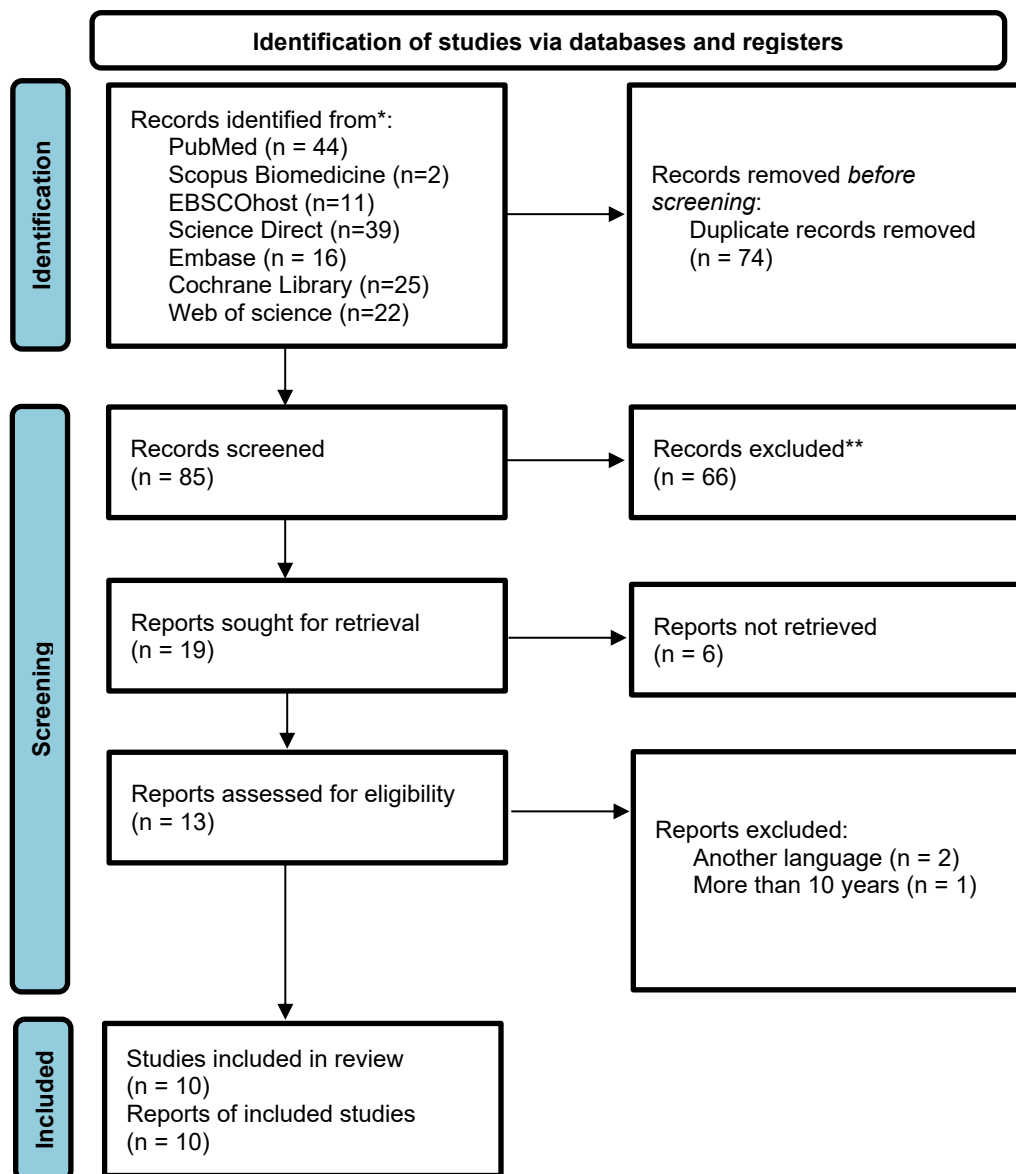 Identification of studies via databases and registers
Identification
Records identified from*:
PubMed (n = 44)
Scopus Biomedicine (n=2)
EBSCOhost (n=11)
Science Direct (n=39)
Embase (n = 16)
Cochrane Library (n=25)
Web of science (n=22)
Records removed before
screening:
Duplicate records removed
(n = 74)
Screening
Records screened
(n = 85)
Records excluded**
(n = 66)
Reports sought for retrieval
(n = 19)
Reports not retrieved
(n = 6)
Reports assessed for eligibility
(n = 13)
Reports excluded:
Another language (n = 2)
More than 10 years (n = 1)
Included
Studies included in review
(n = 10)
Reports of included studies
(n = 10)